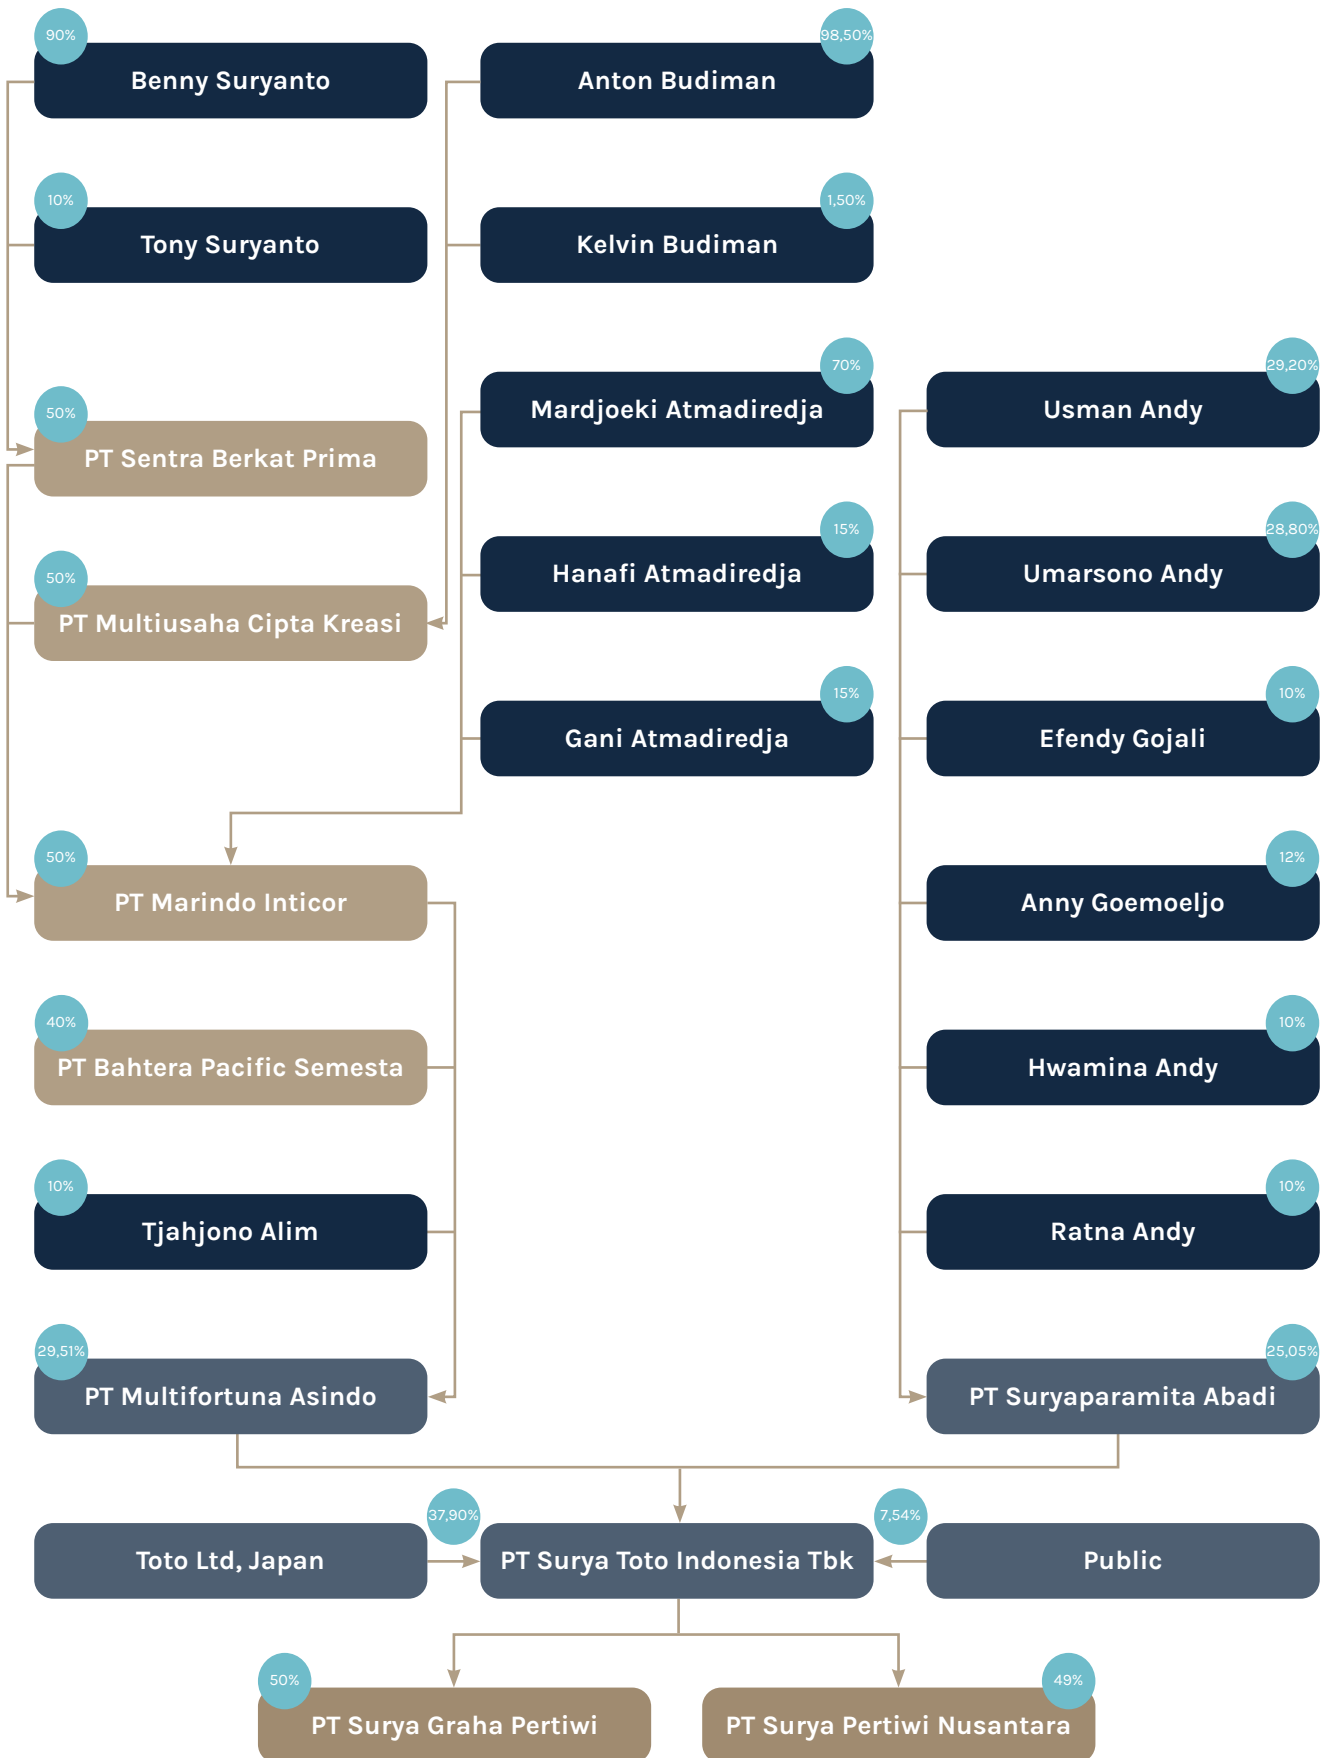 90%
Benny Suryanto
98,50%
Anton Budiman
10%
Tony Suryanto
1,50%
Kelvin Budiman
70%
Mardjoeki Atmadiredja
29,20%
Usman Andy
50%
PT Sentra Berkat Prima
15%
Hanafi Atmadiredja
28,80%
Umarsono Andy
50%
PT Multiusaha Cipta Kreasi
15%
Gani Atmadiredja
10%
Efendy Gojali
50%
PT Marindo Inticor
12%
Anny Goemoeljo
40%
PT Bahtera Pacific Semesta
10%
Hwamina Andy
10%
Tjahjono Alim
10%
Ratna Andy
29,51%
PT Multifortuna Asindo
25,05%
PT Suryaparamita Abadi
Toto Ltd, Japan
37,90%
PT Surya Toto Indonesia Tbk
7,54%
Public
50%
PT Surya Graha Pertiwi
49%
PT Surya Pertiwi Nusantara